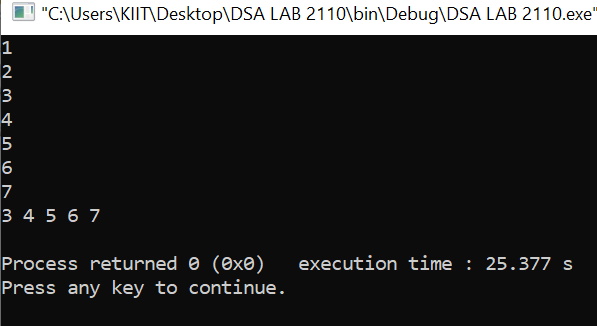 "C:\Users\KIIT\Desktop\DSA LAB 2110\bin\Debug\DSA LAB 2110.exe"
1
2
3
4
5
6
7
3 4 5 6 7
Process returned 0 (0x0)   execution time : 25.377 s
Press any key to continue.